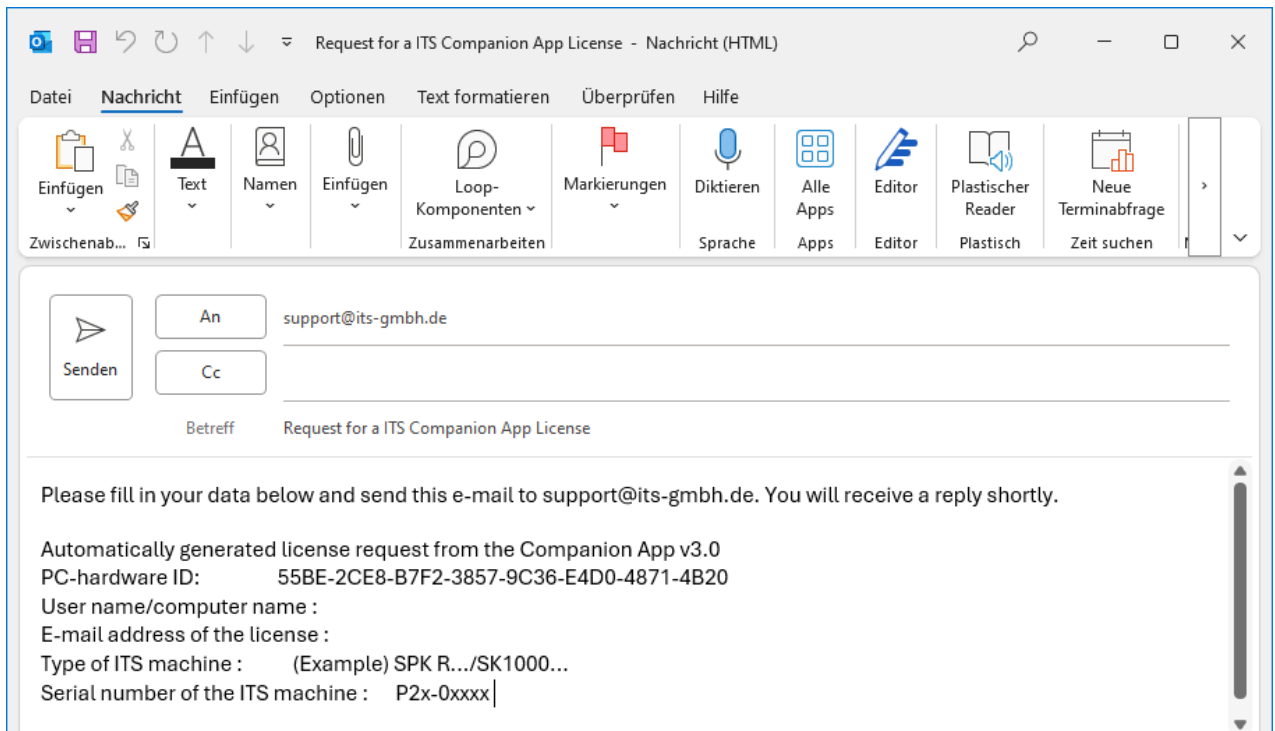 Request for a ITS Companion App License - Nachricht (HTML)
Datei Nachricht Einfügen Optionen Text formatieren Überprüfen Hilfe
Einfügen
Text
Namen
Einfügen
Loop-
Komponenten
Markierungen
Diktieren
Alle
Apps
Editor
Plastischer
Reader
Neue
Terminabfrage
Zwischenab... Zusammenarbeiten Sprache Apps Editor Plastisch Zeit suchen
Senden
An support@its-gmbh.de
Cc
Betreff Request for a ITS Companion App License
Please fill in your data below and send this e-mail to support@its-gmbh.de. You will receive a reply shortly.
Automatically generated license request from the Companion App v3.0
PC-hardware ID: 55BE-2CE8-B7F2-3857-9C36-E4D0-4871-4B20
User name/computer name :
E-mail address of the license :
Type of ITS machine : (Example) SPK R.../SK1000...
Serial number of the ITS machine : P2x-0xxxx